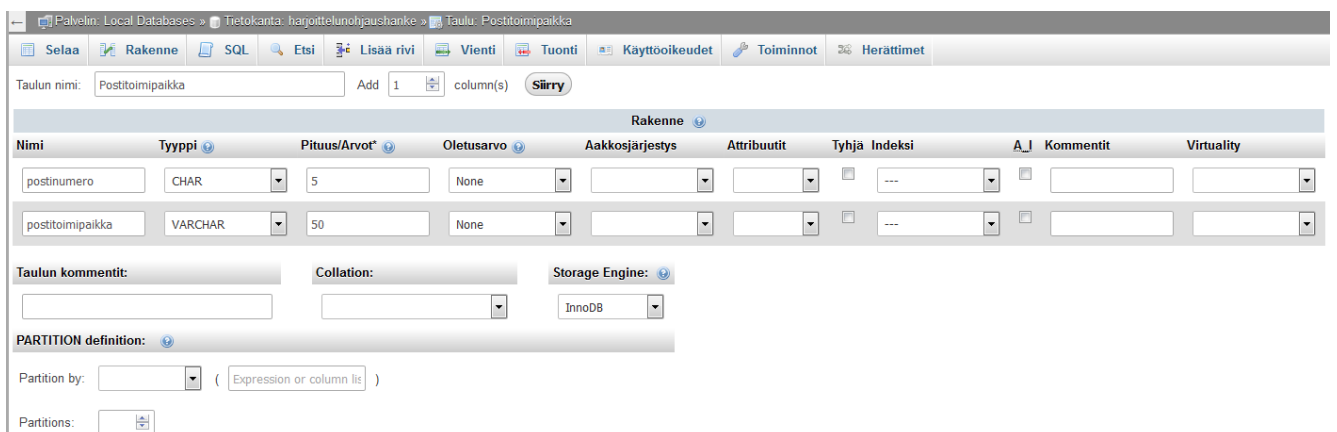 Palvelin: Local Databases » Tietokanta: harjoittelunohjaushanke » Taulu: Postitoimipaikka
Selaa Rakenne SQL Etsi Lisää rivi Vienti Tuonti Käyttöoikeudet Toiminnot Herättimet
Taulun nimi: Postitoimipaikka Add 1 column(s) Siirry
Rakenne
Nimi Tyyppi Pituus/Arvot* Oletusarvo Aakkosjärjestys Attribuutit Tyhjä Indeksi A_I Kommentit Virtuality
postinumero CHAR 5 None ---
postitoimipaikka VARCHAR 50 None ---
Taulun kommentit: Collation: Storage Engine:
InnoDB
PARTITION definition:
Partition by: ( Expression or column lis )
Partitions: